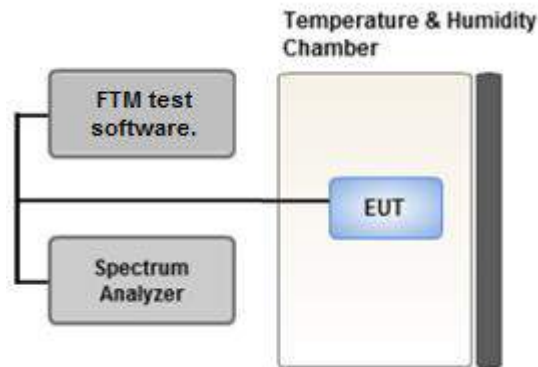 Temperature & Humidity
Chamber
FTM test
software.
EUT
Spectrum
Analyzer